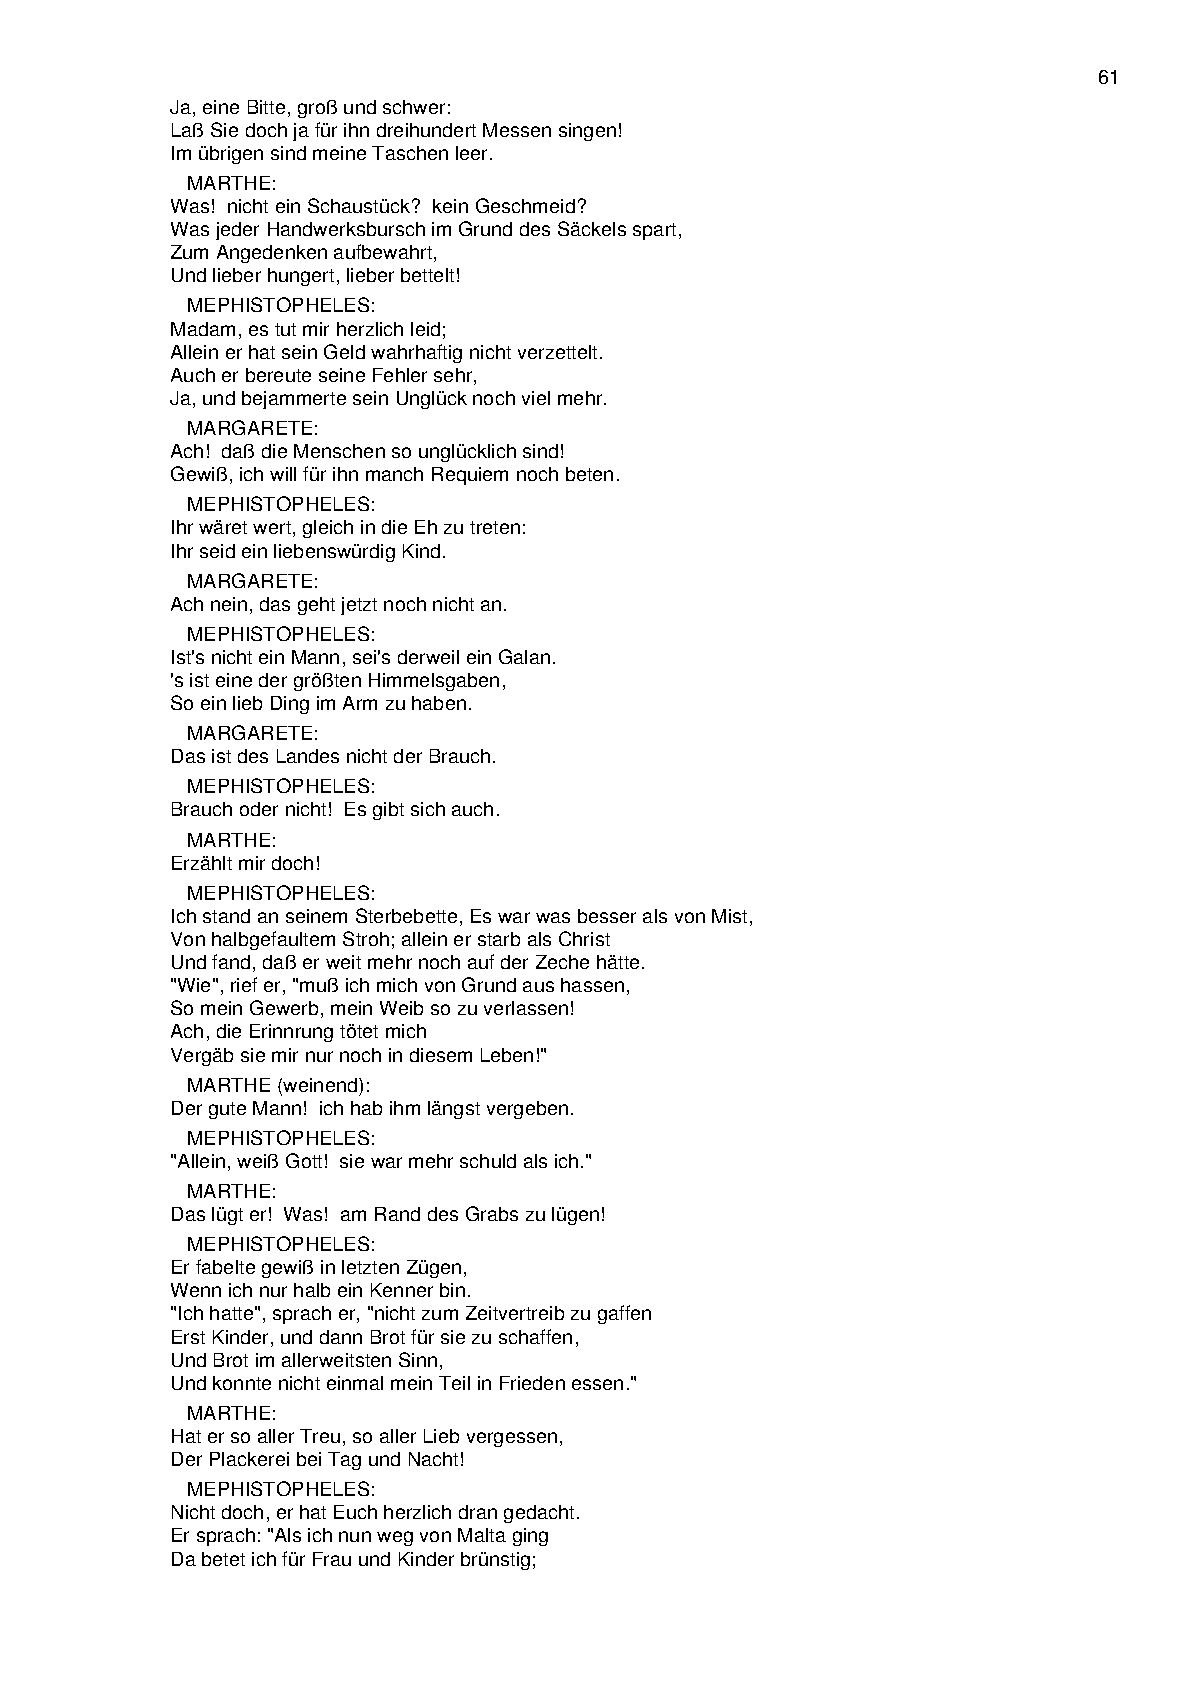 61
Ja, eine Bitte, groß und schwer:
Laß Sie doch ja für ihn dreihundert Messen singen!
Im übrigen sind meine Taschen leer.
MARTHE:
Was!  nicht ein Schaustück?  kein Geschmeid?
Was jeder Handwerksbursch im Grund des Säckels spart,
Zum Angedenken aufbewahrt,
Und lieber hungert, lieber bettelt!
MEPHISTOPHELES:
Madam, es tut mir herzlich leid;
Allein er hat sein Geld wahrhaftig nicht verzettelt.
Auch er bereute seine Fehler sehr,
Ja, und bejammerte sein Unglück noch viel mehr.
MARGARETE:
Ach!  daß die Menschen so unglücklich sind!
Gewiß, ich will für ihn manch Requiem noch beten.
MEPHISTOPHELES:
Ihr wäret wert, gleich in die Eh zu treten:
Ihr seid ein liebenswürdig Kind.
MARGARETE:
Ach nein, das geht jetzt noch nicht an.
MEPHISTOPHELES:
Ist's nicht ein Mann, sei's derweil ein Galan.
's ist eine der größten Himmelsgaben,
So ein lieb Ding im Arm zu haben.
MARGARETE:
Das ist des Landes nicht der Brauch.
MEPHISTOPHELES:
Brauch oder nicht!  Es gibt sich auch.
MARTHE:
Erzählt mir doch!
MEPHISTOPHELES:
Ich stand an seinem Sterbebette, Es war was besser als von Mist,
Von halbgefaultem Stroh; allein er starb als Christ
Und fand, daß er weit mehr noch auf der Zeche hätte.
"Wie", rief er, "muß ich mich von Grund aus hassen,
So mein Gewerb, mein Weib so zu verlassen!
Ach, die Erinnrung tötet mich
Vergäb sie mir nur noch in diesem Leben!"
MARTHE (weinend):
Der gute Mann!  ich hab ihm längst vergeben.
MEPHISTOPHELES:
"Allein, weiß Gott!  sie war mehr schuld als ich."
MARTHE:
Das lügt er!  Was!  am Rand des Grabs zu lügen!
MEPHISTOPHELES:
Er fabelte gewiß in letzten Zügen,
Wenn ich nur halb ein Kenner bin.
"Ich hatte", sprach er, "nicht zum Zeitvertreib zu gaffen
Erst Kinder, und dann Brot für sie zu schaffen,
Und Brot im allerweitsten Sinn,
Und konnte nicht einmal mein Teil in Frieden essen."
MARTHE:
Hat er so aller Treu, so aller Lieb vergessen,
Der Plackerei bei Tag und Nacht!
MEPHISTOPHELES:
Nicht doch, er hat Euch herzlich dran gedacht.
Er sprach: "Als ich nun weg von Malta ging
Da betet ich für Frau und Kinder brünstig;